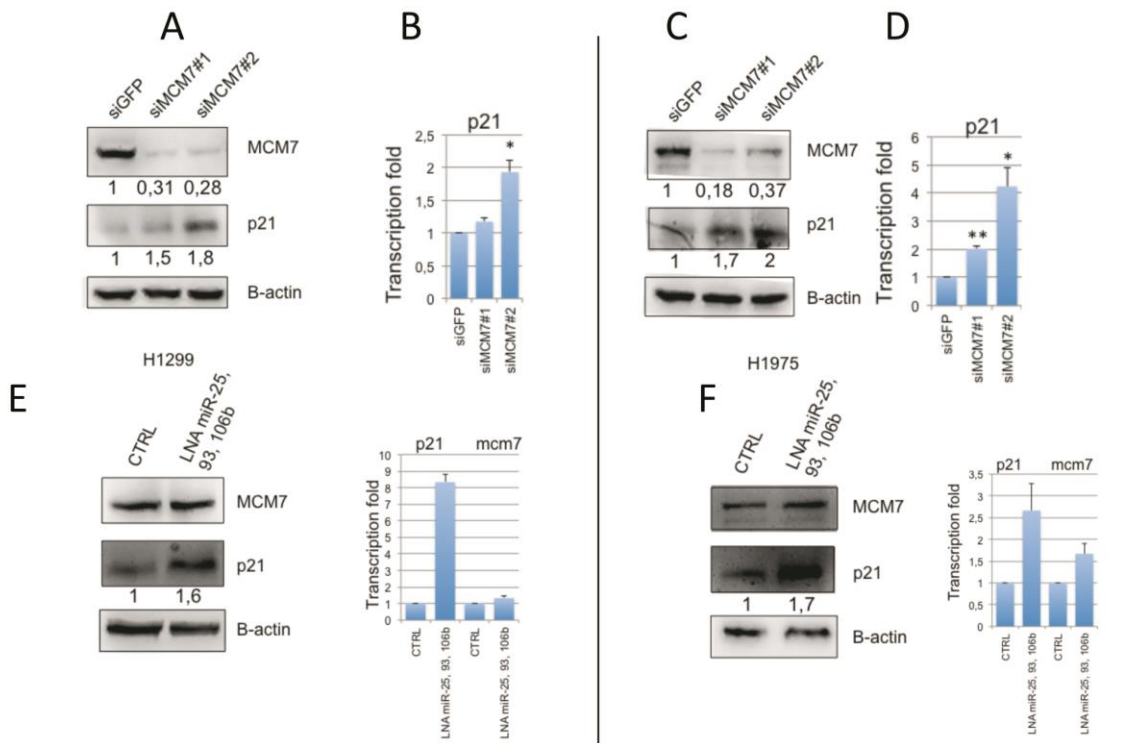 A
B
siGFP
siMCM7#1
siMCM7#2
MCM7
1 0,31 0,28
p21
1 1,5 1,8
B-actin
p21
Transcription fold
2,5
2
1,5
1
0,5
0
*
siGFP
siMCM7#1
siMCM7#2
H1299
C
D
siGFP
siMCM7#1
siMCM7#2
MCM7
1 0,18 0,37
p21
1 1,7 2
B-actin
p21
Transcription fold
6
5
4
3
2
1
0
**
*
siGFP
siMCM7#1
siMCM7#2
H1975
E
CTRL
LNA miR-25,
93, 106b
MCM7
p21
1 1,6
B-actin
p21 mcm7
Transcription fold
10
9
8
7
6
5
4
3
2
1
0
CTRL
LNA miR-25, 93, 106b
CTRL
LNA miR-25, 93, 106b
F
CTRL
LNA miR-25,
93, 106b
MCM7
p21
1 1,7
B-actin
p21 mcm7
Transcription fold
3,5
3
2,5
2
1,5
1
0,5
0
CTRL
LNA miR-25, 93, 106b
CTRL
LNA miR-25, 93, 106b